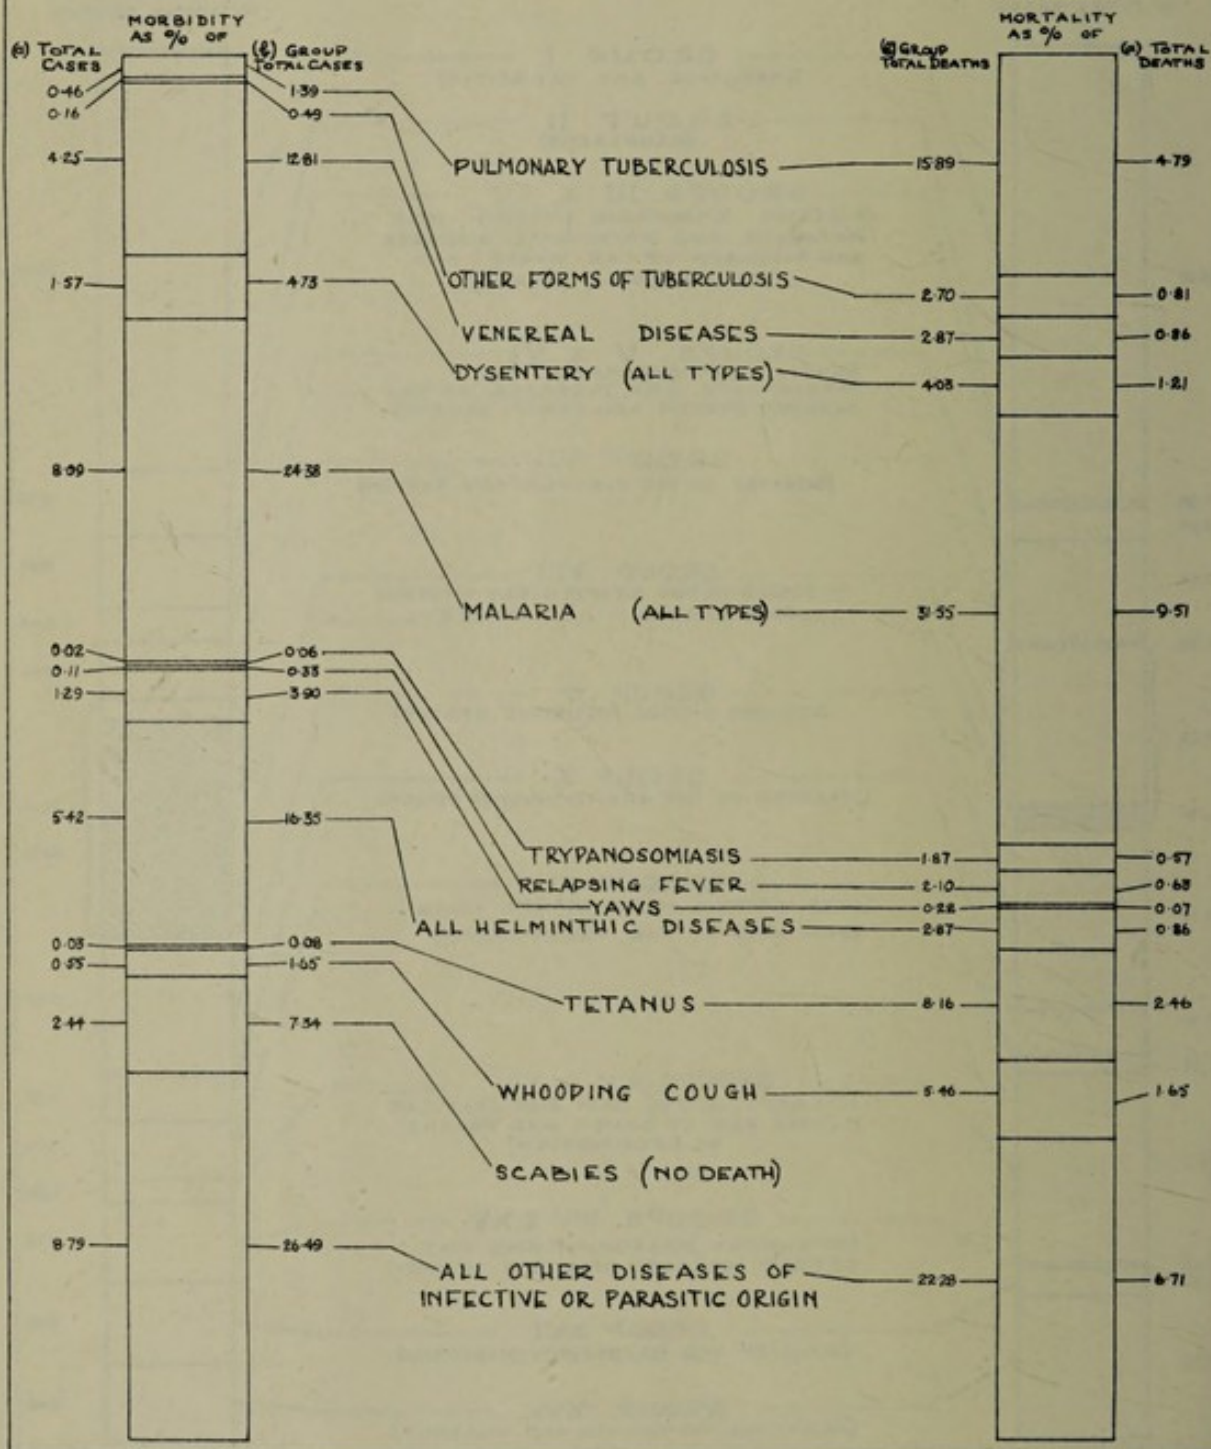 MORBIDITY
AS % OF
(a) TOTAL
CASES
(b) GROUP
TOTAL CASES
MORTALITY
AS % OF
(b) GROUP
TOTAL DEATHS
(a) TOTAL
DEATHS
0.46 1.39
0.16 0.49
4.25 12.81 PULMONARY TUBERCULOSIS 15.89 4.79
1.57 4.73 OTHER FORMS OF TUBERCULOSIS 2.70 0.81
VENEREAL DISEASES 2.87 0.86
DYSENTERY (ALL TYPES) 4.03 1.21
8.09 24.38
MALARIA (ALL TYPES) 31.55 9.51
0.02 0.06
0.11 0.33
1.29 3.90
5.42 16.35
TRYPANOSOMIASIS 1.87 0.57
RELAPSING FEVER 2.10 0.63
YAWS 0.22 0.07
ALL HELMINTHIC DISEASES 2.87 0.86
0.03 0.08
0.55 1.65
TETANUS 8.16 2.46
2.44 7.34
WHOOPING COUGH 5.46 1.65
SCABIES (NO DEATH)
8.79 26.49
ALL OTHER DISEASES OF 22.28 6.71
INFECTIVE OR PARASITIC ORIGIN